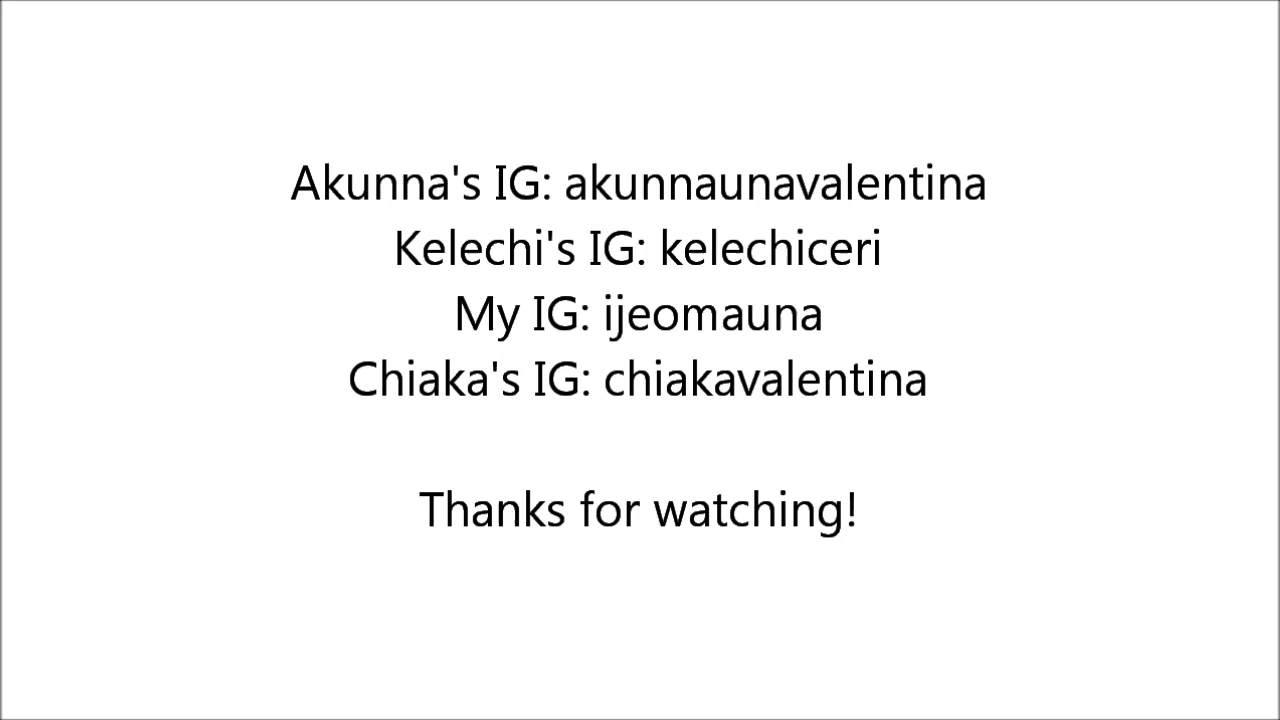 Akunna's IG: akunnaunavalentina
Kelechi's IG: kelechiceri
My IG: ijeomauna
Chiaka's IG: chiakavalentina
Thanks for watching!